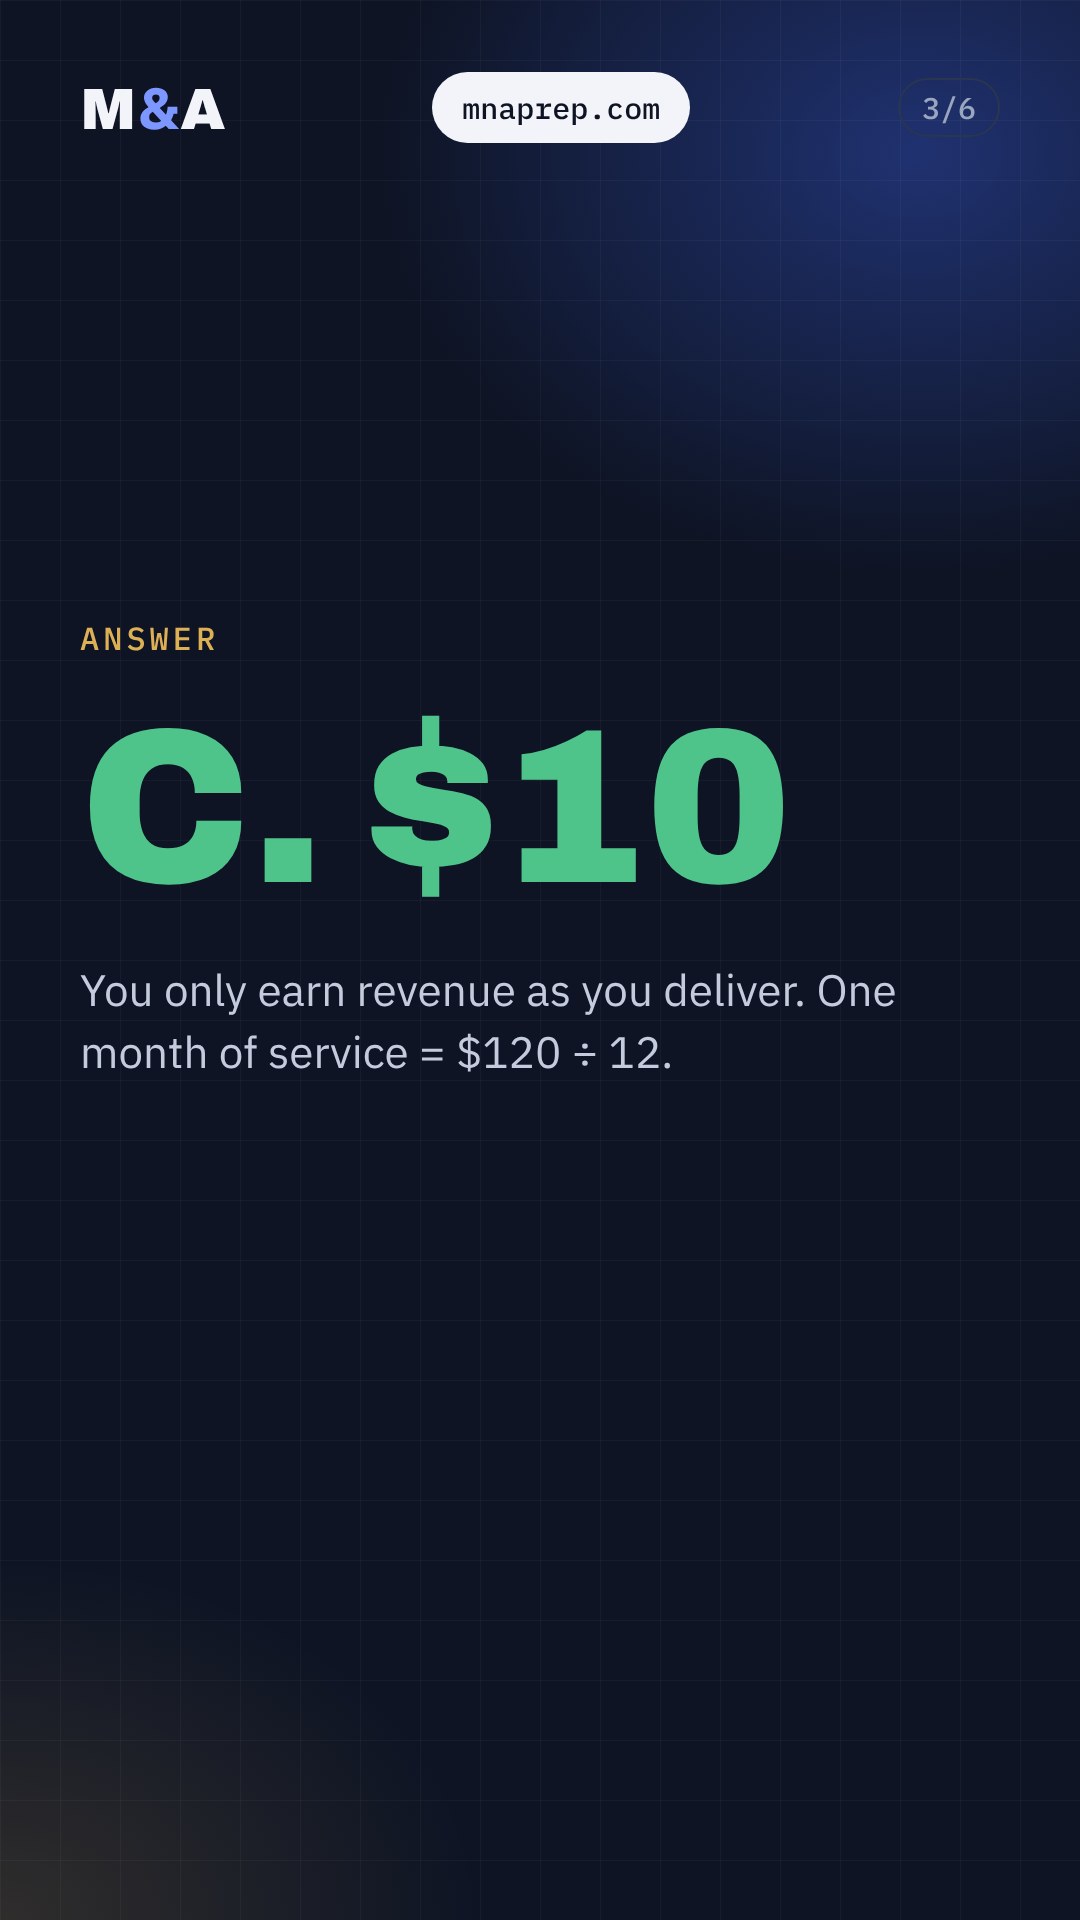 M&A
mnaprep.com
3/6
ANSWER
C. $10
You only earn revenue as you deliver. One
month of service = $120 ÷ 12.